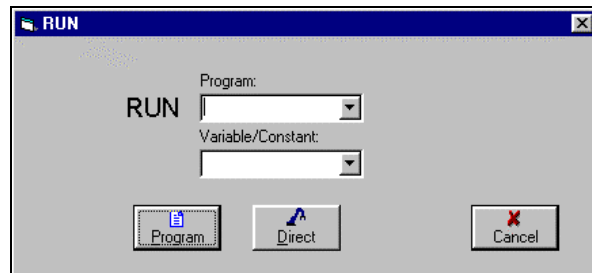 RUN
Program:
RUN
Variable/Constant:
Program
Direct
Cancel